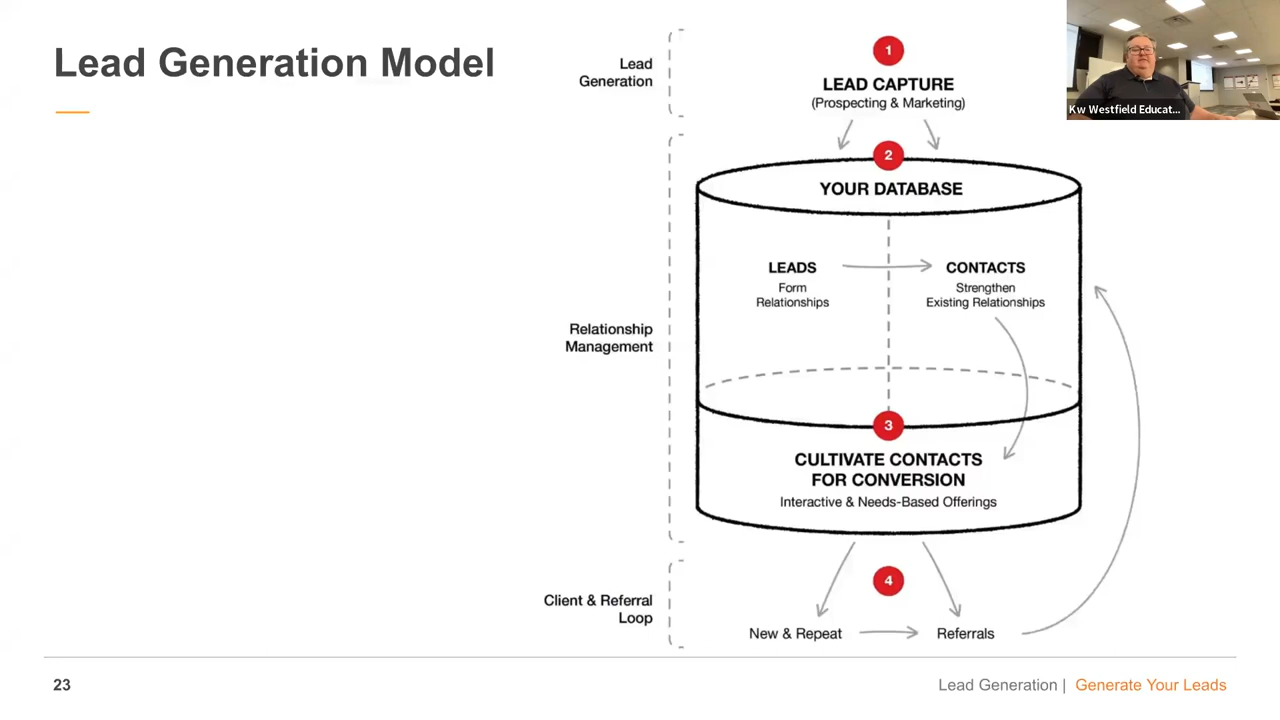 Lead Generation Model
Lead
Generation
1
LEAD CAPTURE
(Prospecting & Marketing)
Kw Westfield Educat...
2
YOUR DATABASE
LEADS
Form
Relationships
CONTACTS
Strengthen
Existing Relationships
Relationship
Management
3
CULTIVATE CONTACTS
FOR CONVERSION
Interactive & Needs-Based Offerings
4
Client & Referral
Loop
New & Repeat
Referrals
23
Lead Generation | Generate Your Leads